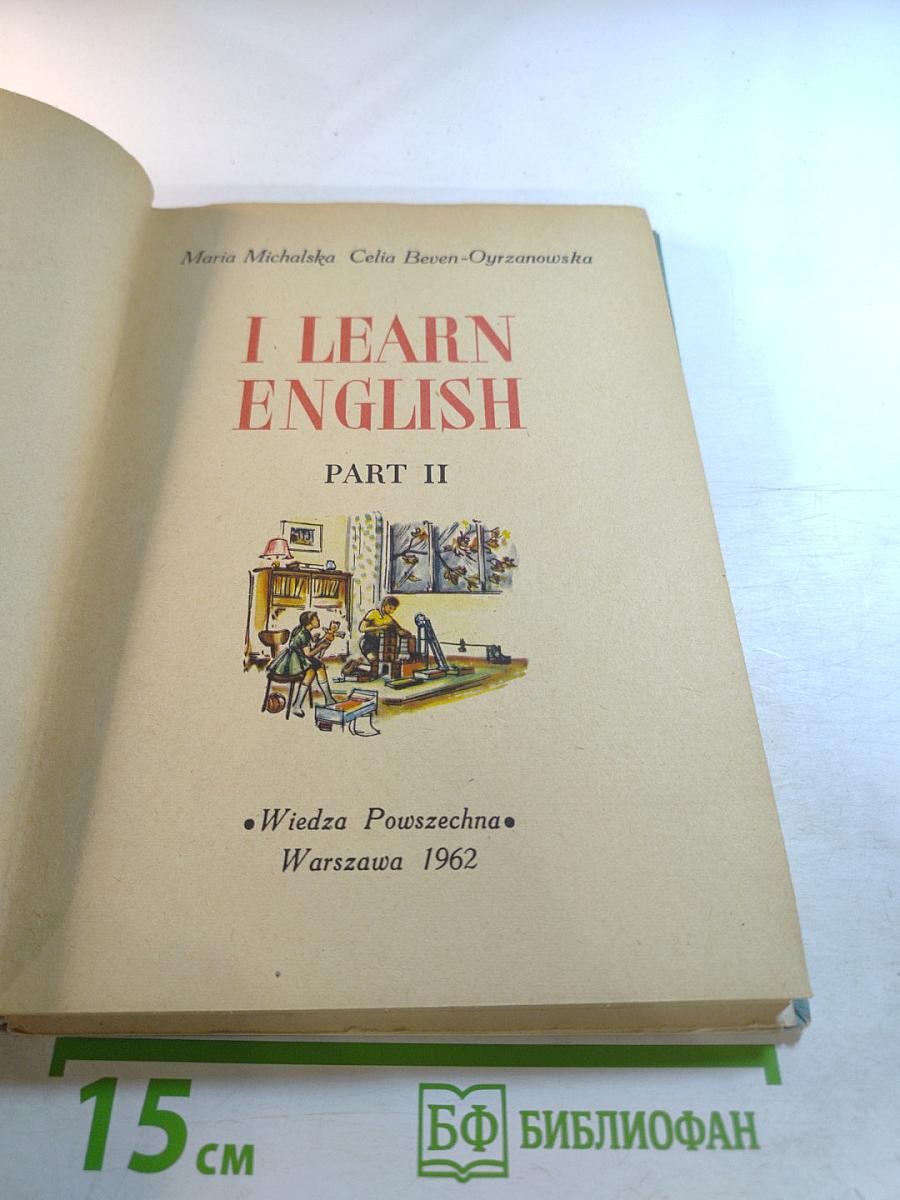 Maria Michalska Celia Beven-Oyrzanowska
I LEARN
ENGLISH
PART II
•Wiedza Powszechna•
Warszawa 1962
15 см
БФ БИБЛИОФАН